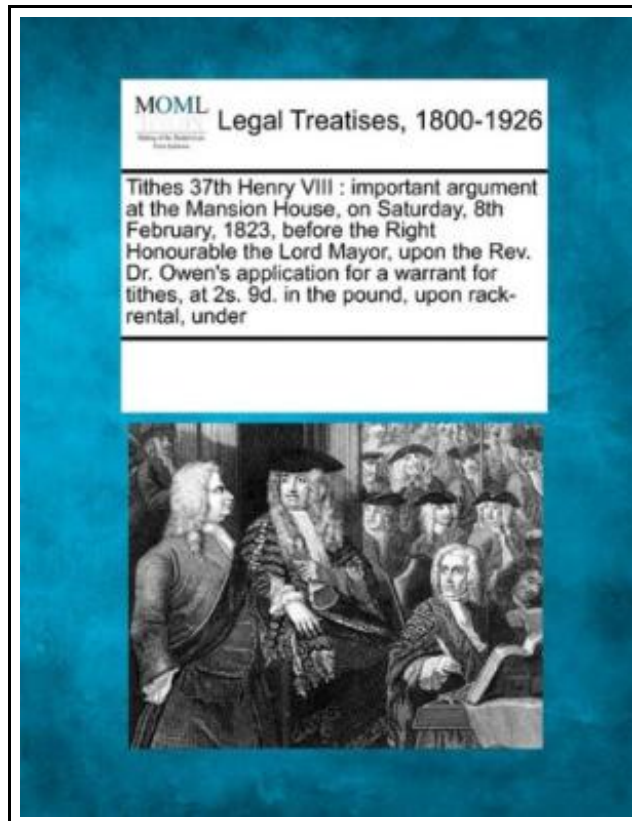 MOML
Legal Treatises, 1800-1926
Tithes 37th Henry VIII : important argument
at the Mansion House, on Saturday, 8th
February, 1823, before the Right
Honourable the Lord Mayor, upon the Rev.
Dr. Owen's application for a warrant for
tithes, at 2s. 9d. in the pound, upon rack-
rental, under